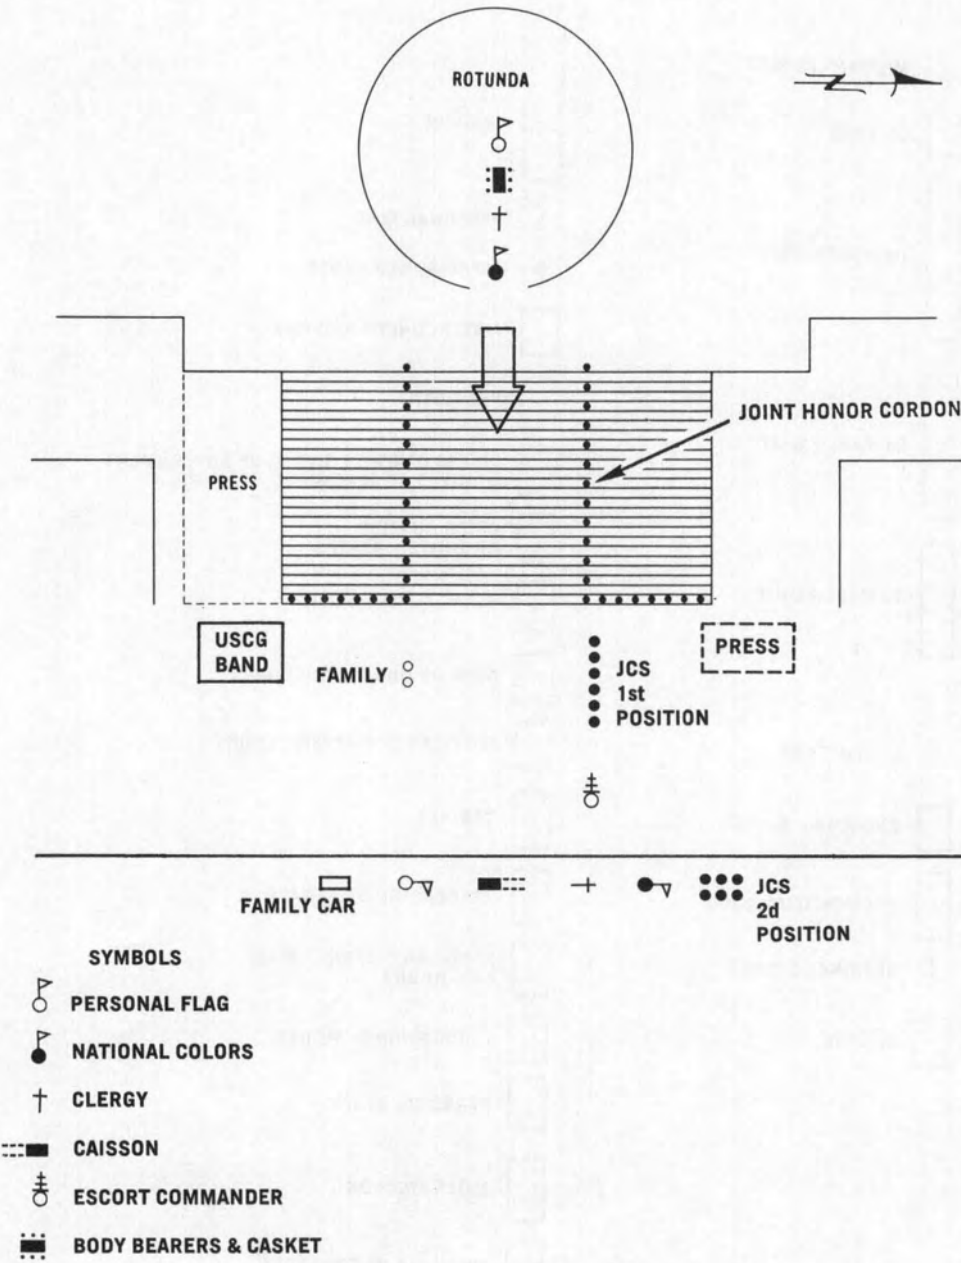 ROTUNDA
JOINT HONOR CORDON
PRESS
USCG
BAND
FAMILY
JCS
1st
POSITION
PRESS
FAMILY CAR
JCS
2d
POSITION
SYMBOLS
PERSONAL FLAG
NATIONAL COLORS
CLERGY
CAISSON
ESCORT COMMANDER
BODY BEARERS & CASKET